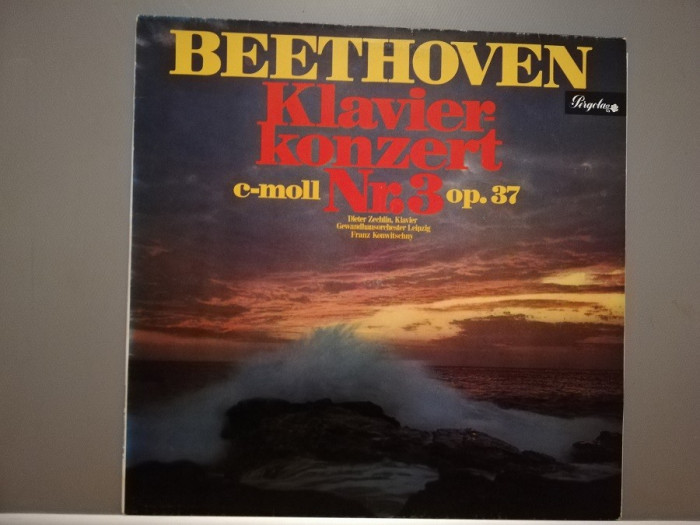 BEETHOVEN
Pergola
Klavier-
konzert
c-moll Nr. 3 op. 37
Dieter Zechlin, Klavier
Gewandhausorchester Leipzig
Franz Konwitschny